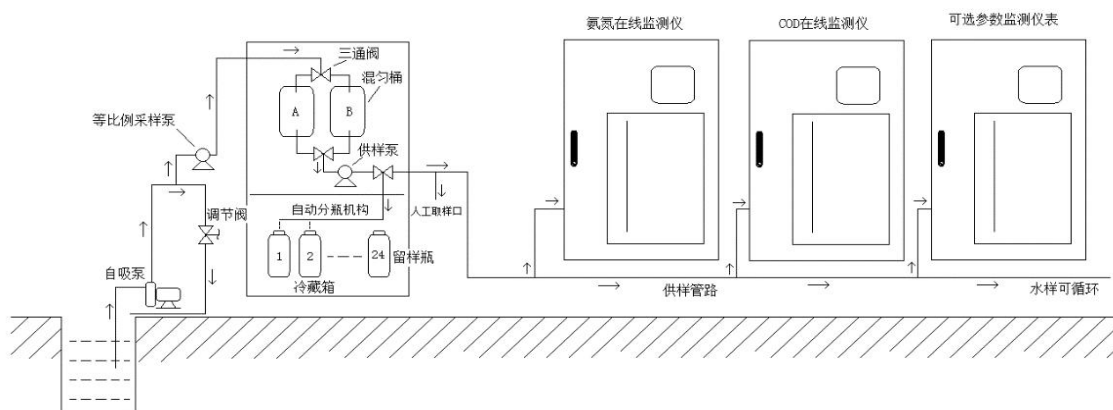 氨氮在线监测仪
COD在线监测仪
可选参数监测仪表
三通阀
混匀桶
A
B
等比例采样泵
供样泵
人工取样口
自动分瓶机构
调节阀
1
2
24
留样瓶
自吸泵
冷藏箱
供样管路
水样可循环